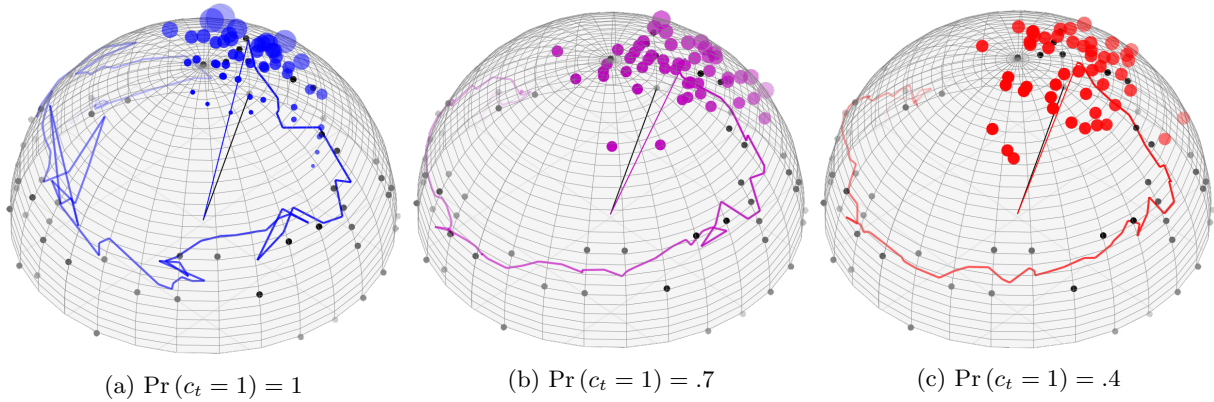 (a) Pr (c_t = 1) = 1
(b) Pr (c_t = 1) = .7
(c) Pr (c_t = 1) = .4